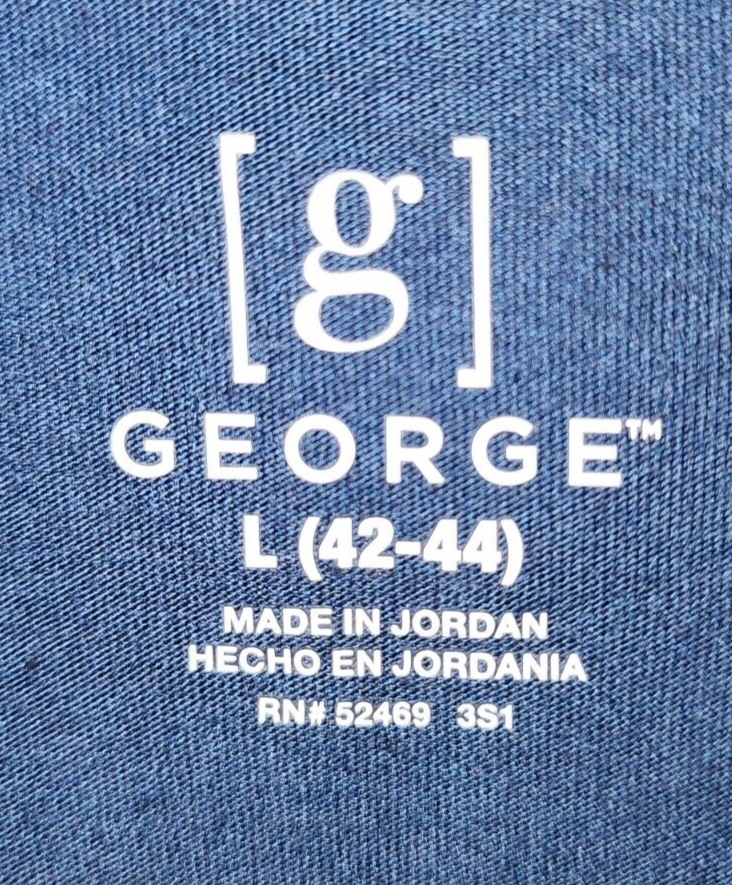 [g]
GEORGE™
L (42-44)
MADE IN JORDAN
HECHO EN JORDANIA
RN# 52469 3S1